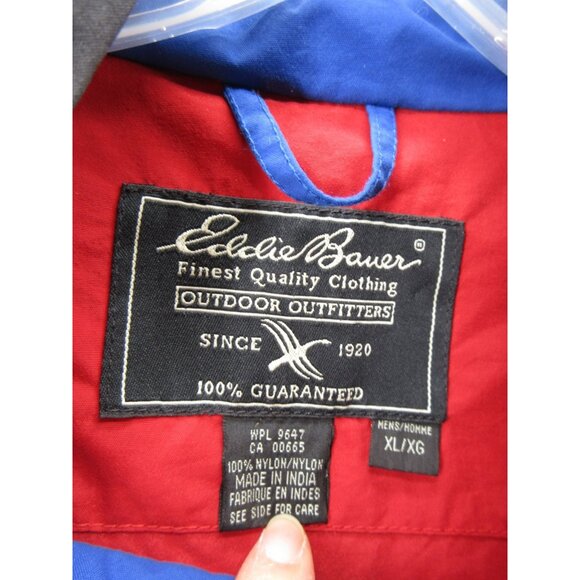 Eddie Bauer®
Finest Quality Clothing
OUTDOOR OUTFITTERS
SINCE 1920
100% GUARANTEED
MENS/HOMME
XL/XG
WPL 9647
CA 00665
100% NYLON/NYLON
MADE IN INDIA
FABRIQUE EN INDES
SEE SIDE FOR CARE